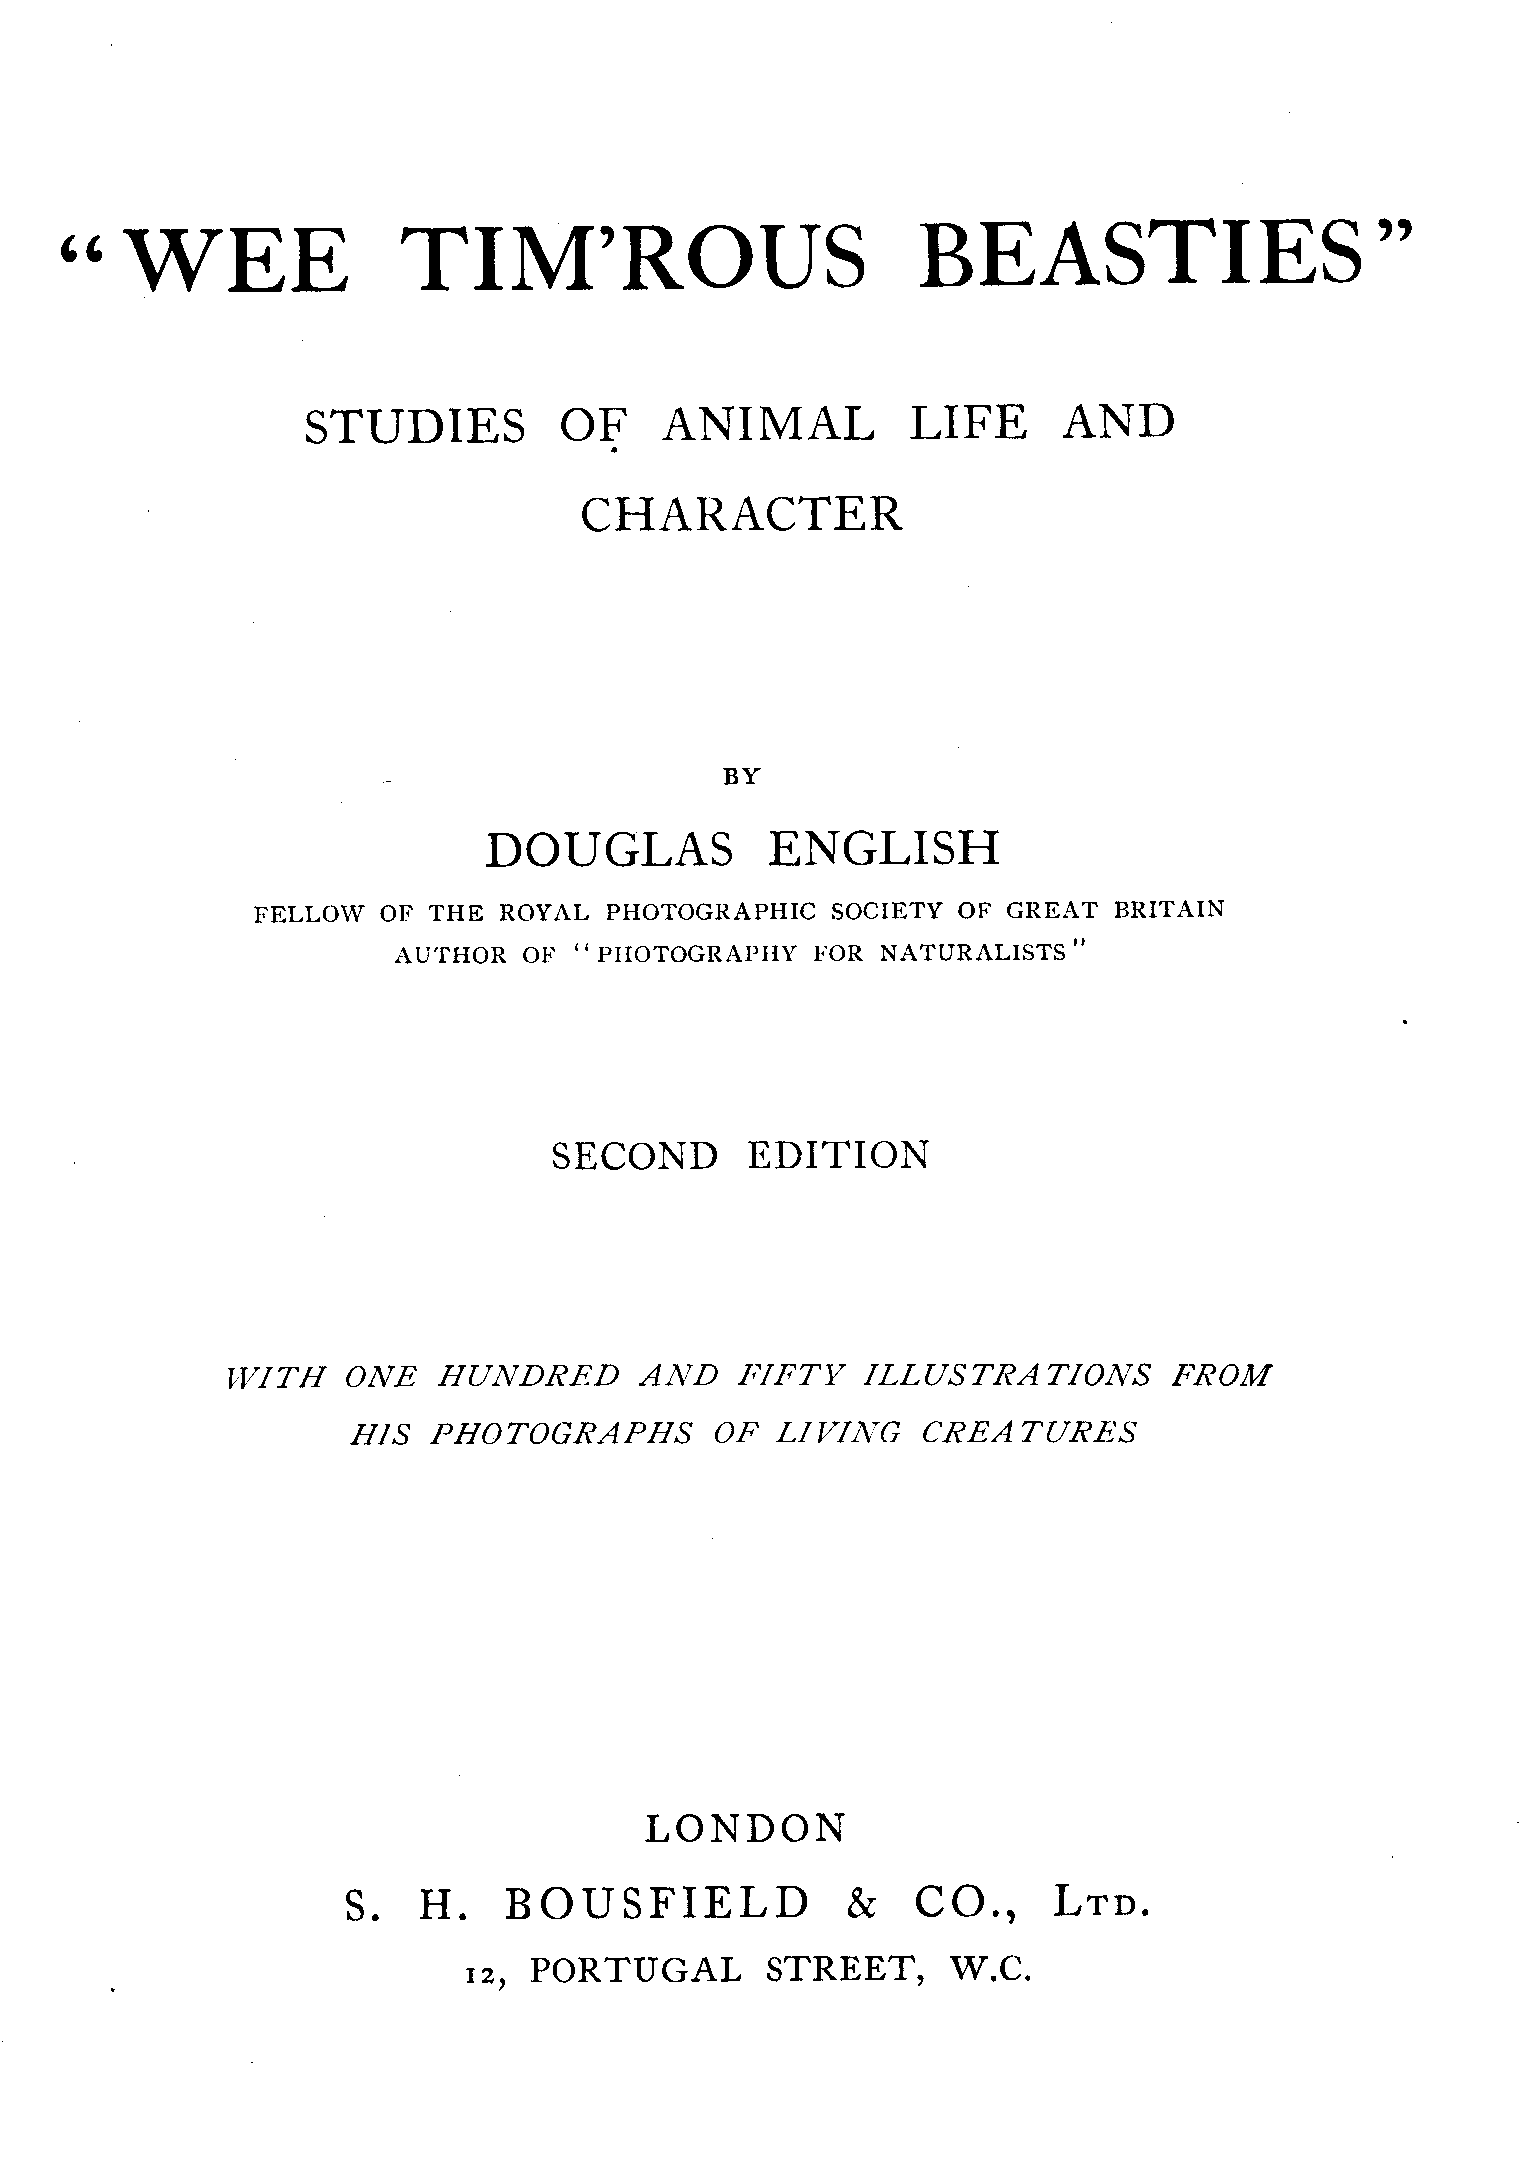 “WEE TIM’ROUS BEASTIES”
STUDIES OF ANIMAL LIFE AND
CHARACTER
BY
DOUGLAS ENGLISH
FELLOW OF THE ROYAL PHOTOGRAPHIC SOCIETY OF GREAT BRITAIN
AUTHOR OF “PHOTOGRAPHY FOR NATURALISTS”
SECOND EDITION
WITH ONE HUNDRED AND FIFTY ILLUSTRATIONS FROM
HIS PHOTOGRAPHS OF LIVING CREATURES
LONDON
S. H. BOUSFIELD & CO., LTD.
12, PORTUGAL STREET, W.C.